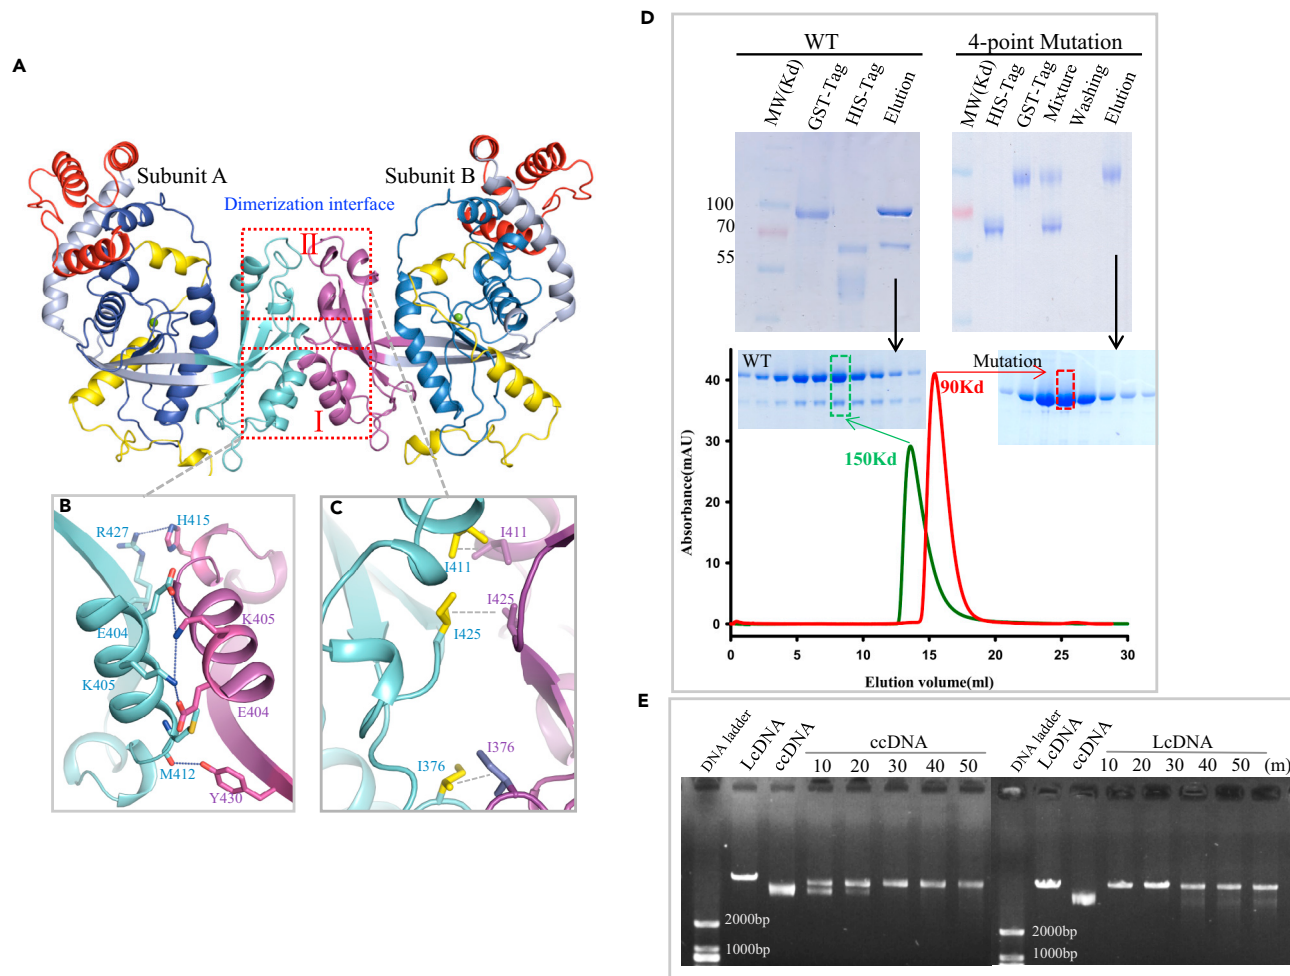 A
Subunit A
Subunit B
Dimerization interface
II
I
B
R427
H415
K405
E404
K405
E404
M412
Y430
C
I411
I411
I425
I425
I376
I376
D
WT
4-point Mutation
MW(Kd)
GST-Tag
HIS-Tag
Elution
MW(Kd)
HIS-Tag
GST-Tag
Mixture
Washing
Elution
100
70
55
WT
Mutation
90Kd
150Kd
Absorbance(mAU)
40
30
20
10
0
0 5 10 15 20 25 30
Elution volume(ml)
E
DNA ladder
LcDNA
ccDNA
ccDNA
10 20 30 40 50
DNA ladder
LcDNA
ccDNA
LcDNA
10 20 30 40 50 (m)
2000bp
1000bp
2000bp
1000bp